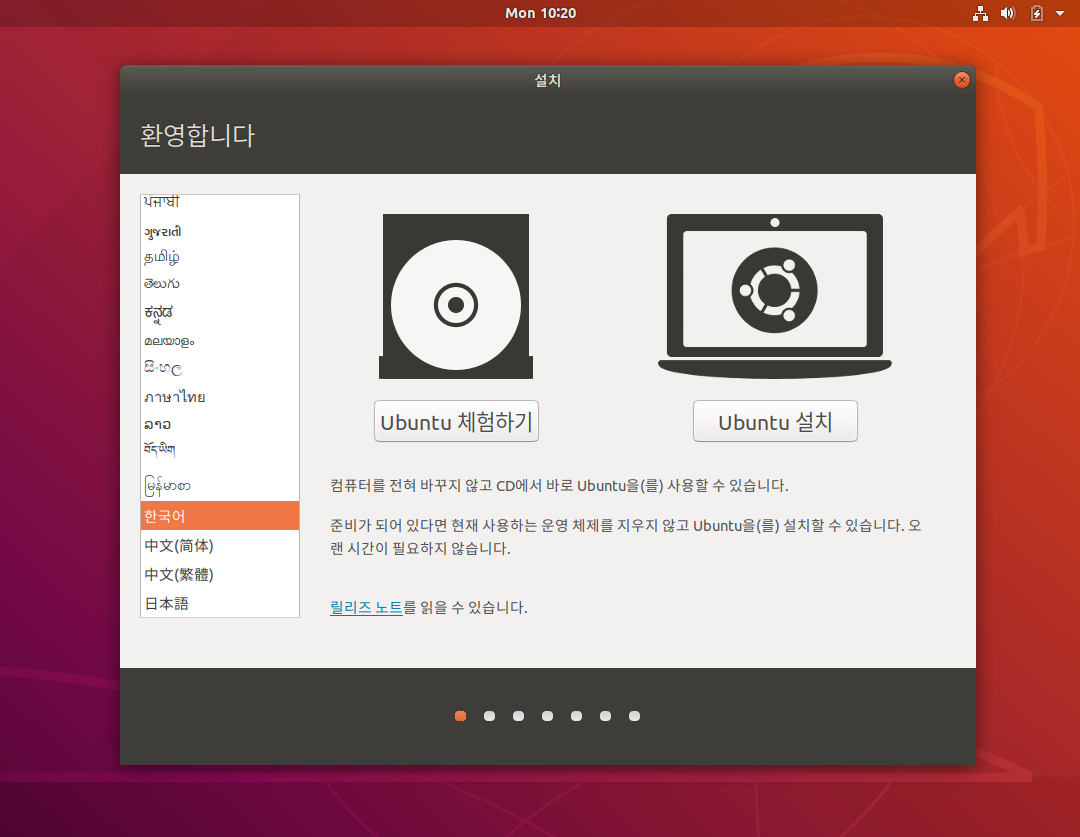 Mon 10:20
설치
환영합니다
ਪੰਜਾਬੀ
ગુજરાતી
தமிழ்
తెలుగు
ಕನ್ನಡ
മലയാളം
සිංහල
ภาษาไทย
ລາວ
བོད་ཡིག
မြန်မာစာ
한국어
中文(简体)
中文(繁體)
日本語
Ubuntu 체험하기
Ubuntu 설치
컴퓨터를 전혀 바꾸지 않고 CD에서 바로 Ubuntu을(를) 사용할 수 있습니다.
준비가 되어 있다면 현재 사용하는 운영 체제를 지우지 않고 Ubuntu을(를) 설치할 수 있습니다. 오
랜 시간이 필요하지 않습니다.
릴리즈 노트를 읽을 수 있습니다.